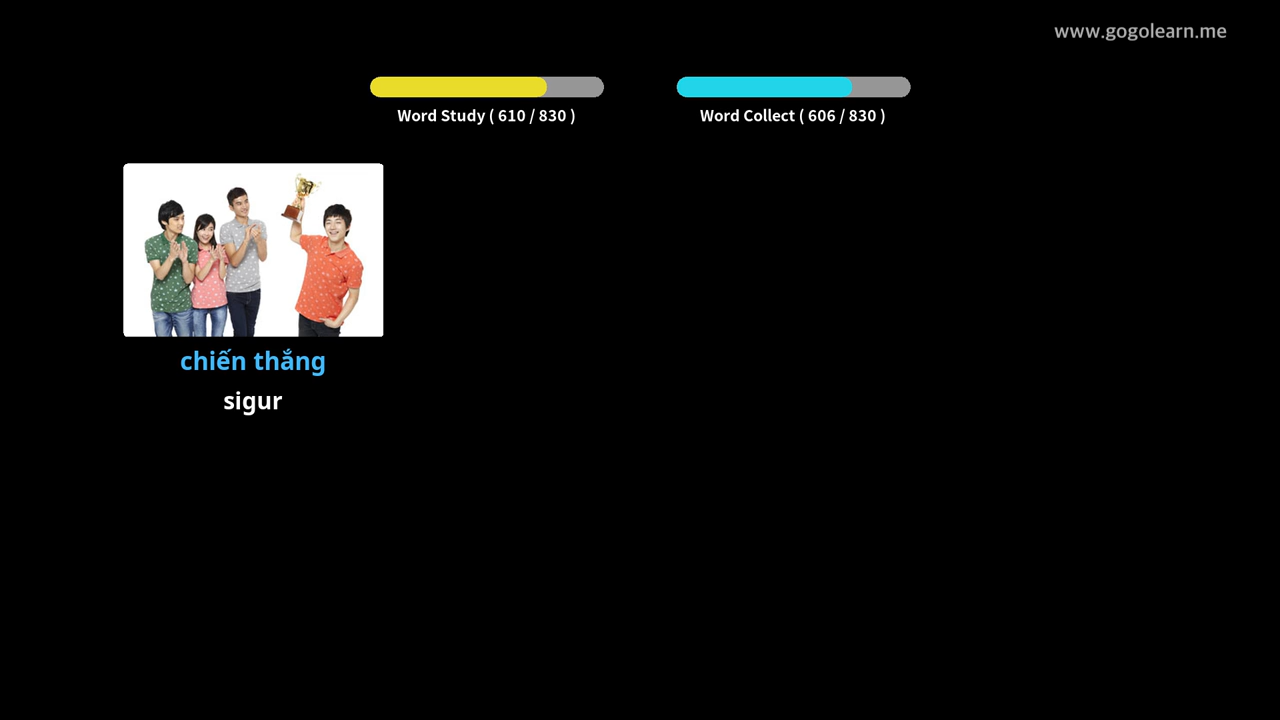 www.gogolearn.me
Word Study ( 610 / 830 )
Word Collect ( 606 / 830 )
chiến thắng
sigur